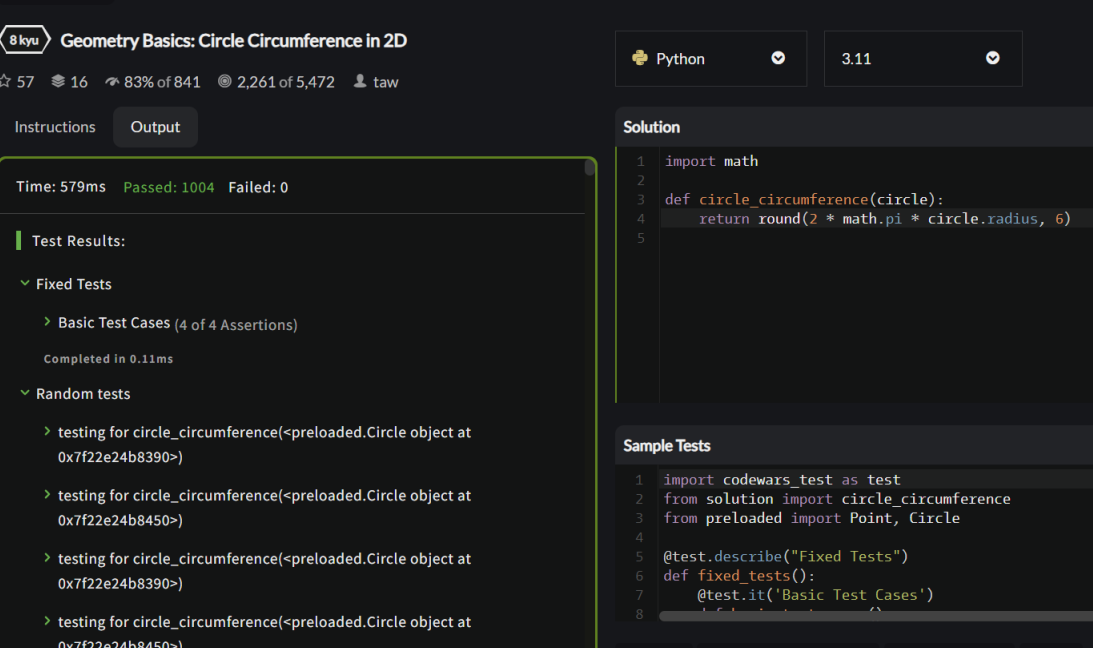 8 kyu Geometry Basics: Circle Circumference in 2D
57 16 83% of 841 2,261 of 5,472 taw
Instructions Output
Time: 579ms Passed: 1004 Failed: 0
Test Results:
Fixed Tests
Basic Test Cases (4 of 4 Assertions)
Completed in 0.11ms
Random tests
testing for circle_circumference(<preloaded.Circle object at
0x7f22e24b8390>)
testing for circle_circumference(<preloaded.Circle object at
0x7f22e24b8450>)
testing for circle_circumference(<preloaded.Circle object at
0x7f22e24b8390>)
testing for circle_circumference(<preloaded.Circle object at
0x7f22e24b8450>)
Python 3.11
Solution
1 import math
2
3 def circle_circumference(circle):
4     return round(2 * math.pi * circle.radius, 6)
5
Sample Tests
1 import codewars_test as test
2 from solution import circle_circumference
3 from preloaded import Point, Circle
4
5 @test.describe("Fixed Tests")
6 def fixed_tests():
7     @test.it('Basic Test Cases')
8